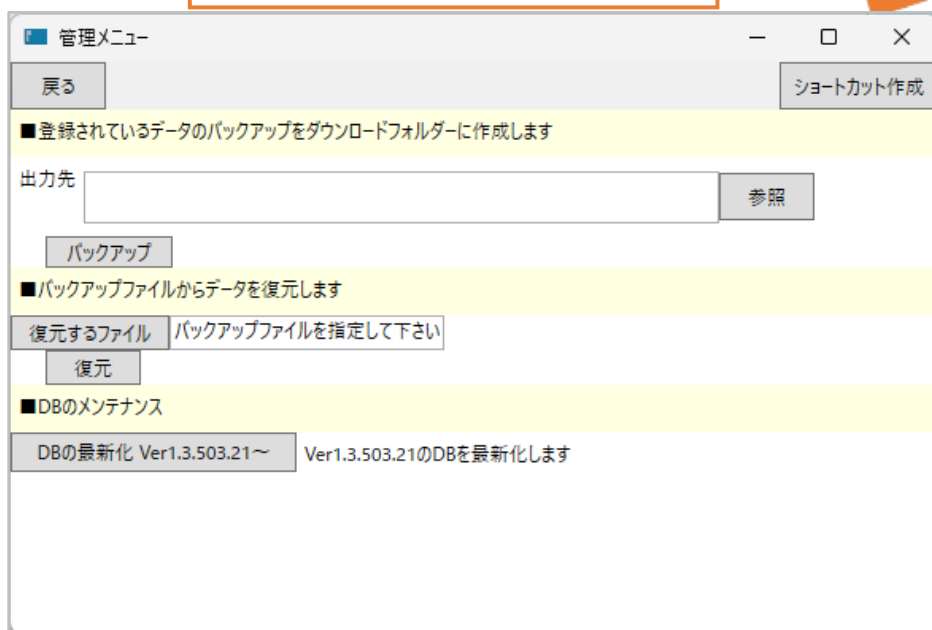 管理メニュー
戻る ショートカット作成
■登録されているデータのバックアップをダウンロードフォルダーに作成します
出力先 参照
バックアップ
■バックアップファイルからデータを復元します
復元するファイル バックアップファイルを指定して下さい
復元
■DBのメンテナンス
DBの最新化 Ver1.3.503.21～ Ver1.3.503.21のDBを最新化します